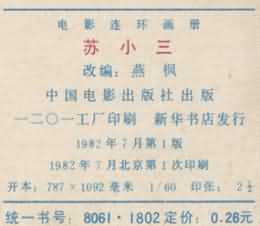 电影连环画册
苏小三
改编：燕枫
中国电影出版社出版
一二〇一工厂印刷 新华书店发行
1982年7月第1版
1982年7月北京第1次印刷
开本：787×1092毫米 1/60 印张：2½
统一书号：8061·1802 定价：0.26元